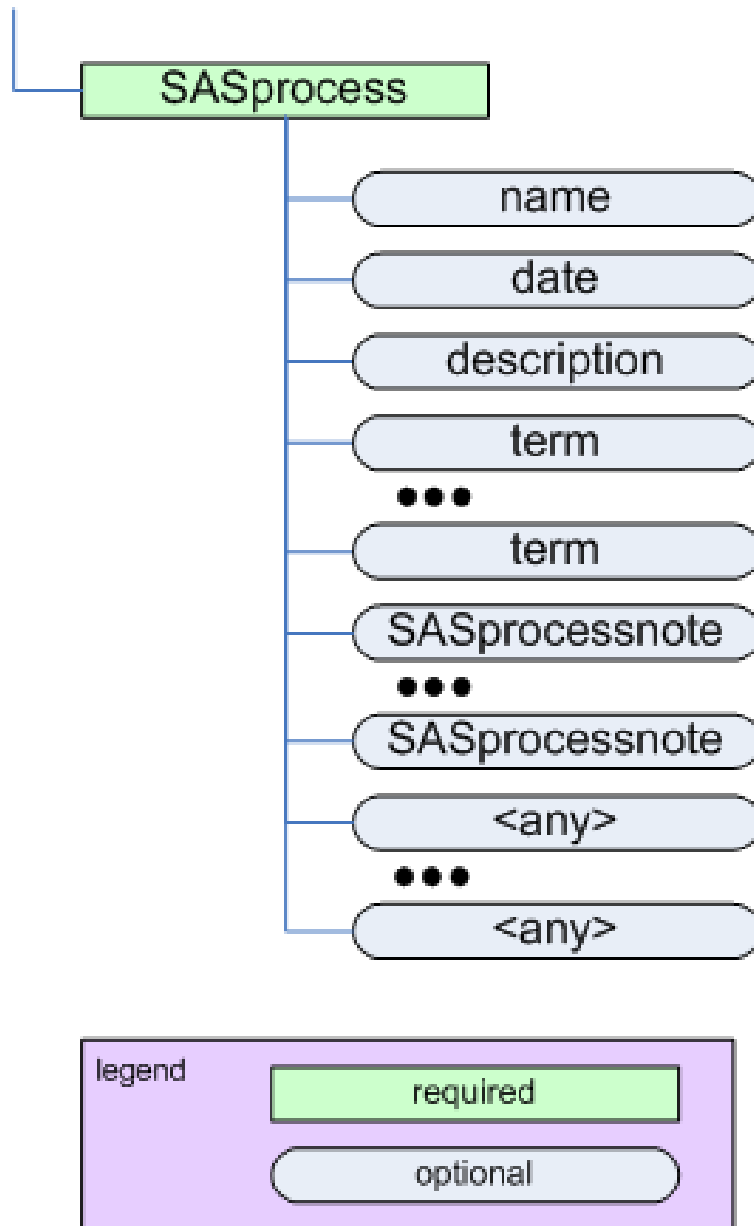 SASprocess
name
date
description
term
•••
term
SASprocessnote
•••
SASprocessnote
<any>
•••
<any>
legend
required
optional